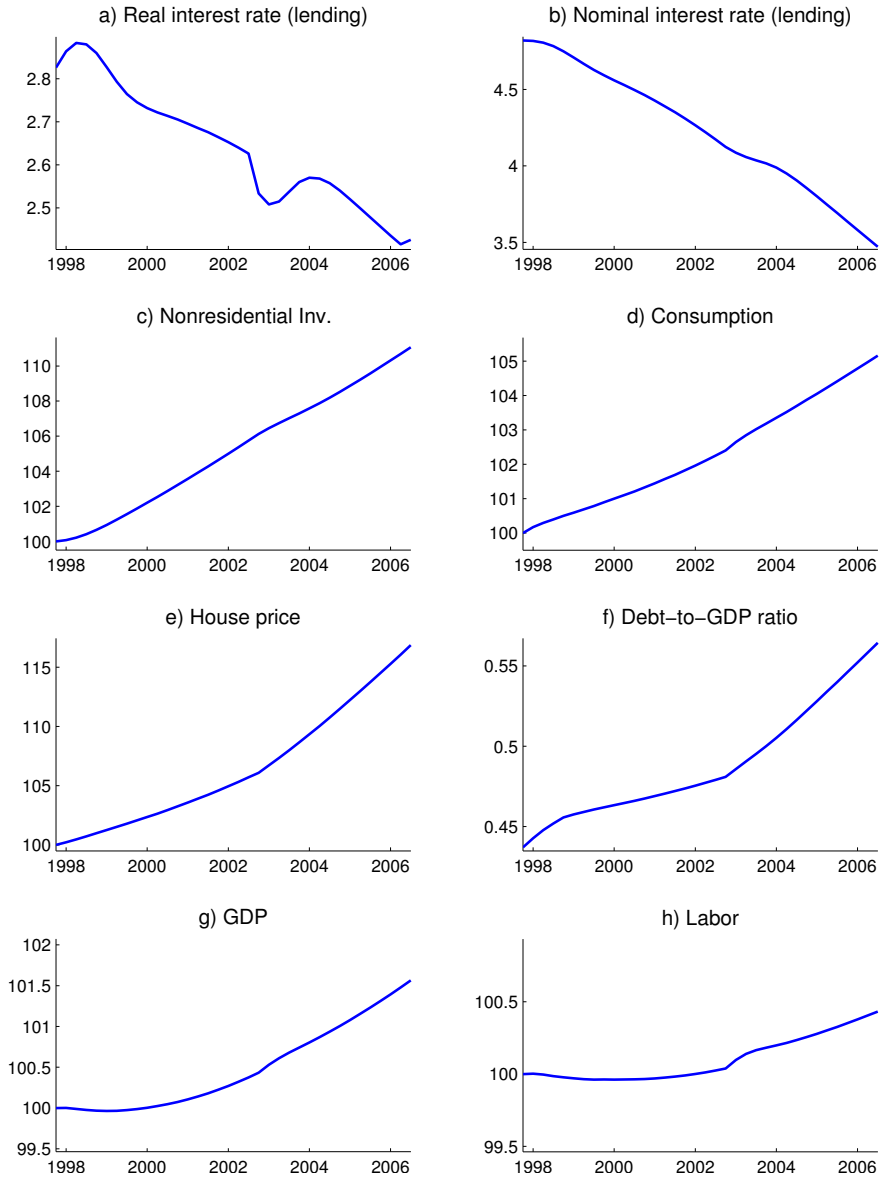 a) Real interest rate (lending)
2.8
2.7
2.6
2.5
1998 2000 2002 2004 2006
b) Nominal interest rate (lending)
4.5
4
3.5
1998 2000 2002 2004 2006
c) Nonresidential Inv.
110
108
106
104
102
100
1998 2000 2002 2004 2006
d) Consumption
105
104
103
102
101
100
1998 2000 2002 2004 2006
e) House price
115
110
105
100
1998 2000 2002 2004 2006
f) Debt−to−GDP ratio
0.55
0.5
0.45
1998 2000 2002 2004 2006
g) GDP
102
101.5
101
100.5
100
99.5
1998 2000 2002 2004 2006
h) Labor
100.5
100
99.5
1998 2000 2002 2004 2006